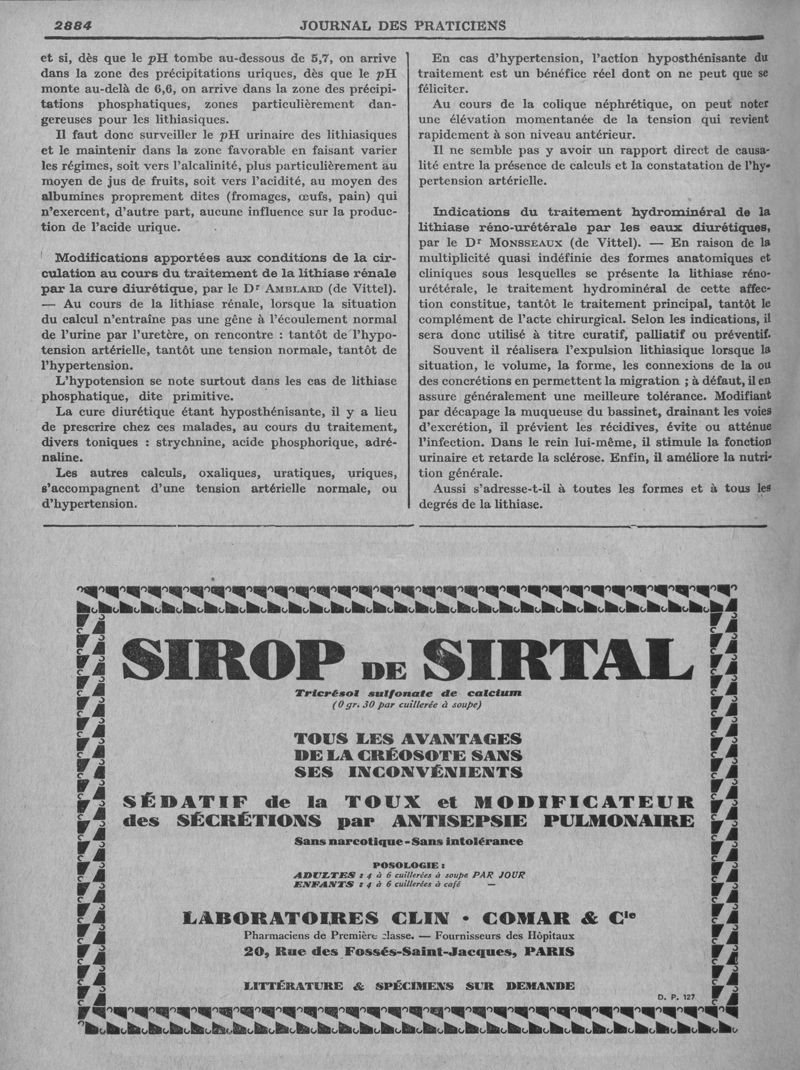 2884
JOURNAL DES PRATICIENS
et si, dès que le pH tombe au-dessous de 5,7, on arrive
dans la zone des précipitations uriques, dès que le pH
monte au-delà de 6,6, on arrive dans la zone des précipi-
tations phosphatiques, zones particulièrement dan-
gereuses pour les lithiasiques.
Il faut donc surveiller le pH urinaire des lithiasiques
et le maintenir dans la zone favorable en faisant varier
les régimes, soit vers l'alcalinité, plus particulièrement au
moyen de jus de fruits, soit vers l'acidité, au moyen des
albumines proprement dites (fromages, œufs, pain) qui
n'exercent, d'autre part, aucune influence sur la produc-
tion de l'acide urique.
Modifications apportées aux conditions de la cir-
culation au cours du traitement de la lithiase rénale
par la cure diurétique, par le Dr AMBLARD (de Vittel).
— Au cours de la lithiase rénale, lorsque la situation
du calcul n'entraîne pas une gêne à l'écoulement normal
de l'urine par l'uretère, on rencontre : tantôt de l'hypo-
tension artérielle, tantôt une tension normale, tantôt de
l'hypertension.
L'hypotension se note surtout dans les cas de lithiase
phosphatique, dite primitive.
La cure diurétique étant hyposthénisante, il y a lieu
de prescrire chez ces malades, au cours du traitement,
divers toniques : strychnine, acide phosphorique, adré-
naline.
Les autres calculs, oxaliques, uratiques, uriques,
s'accompagnent d'une tension artérielle normale, ou
d'hypertension.
En cas d'hypertension, l'action hyposthénisante du
traitement est un bénéfice réel dont on ne peut que se
féliciter.
Au cours de la colique néphrétique, on peut noter
une élévation momentanée de la tension qui revient
rapidement à son niveau antérieur.
Il ne semble pas y avoir un rapport direct de causa-
lité entre la présence de calculs et la constatation de l'hy-
pertension artérielle.
Indications du traitement hydrominéral de la
lithiase réno-urétérale par les eaux diurétiques,
par le Dr MONSSEAUX (de Vittel). — En raison de la
multiplicité quasi indéfinie des formes anatomiques et
cliniques sous lesquelles se présente la lithiase réno-
urétérale, le traitement hydrominéral de cette affec-
tion constitue, tantôt le traitement principal, tantôt le
complément de l'acte chirurgical. Selon les indications, il
sera donc utilisé à titre curatif, palliatif ou préventif.
Souvent il réalisera l'expulsion lithiasique lorsque la
situation, le volume, la forme, les connexions de la ou
des concrétions en permettent la migration ; à défaut, il en
assure généralement une meilleure tolérance. Modifiant
par décapage la muqueuse du bassinet, drainant les voies
d'excrétion, il prévient les récidives, évite ou atténue
l'infection. Dans le rein lui-même, il stimule la fonction
urinaire et retarde la sclérose. Enfin, il améliore la nutri-
tion générale.
Aussi s'adresse-t-il à toutes les formes et à tous les
degrés de la lithiase.
SIROP DE SIRTAL
Tricrésol sulfonate de calcium
(0 gr. 30 par cuillerée à soupe)
TOUS LES AVANTAGES
DE LA CRÉOSOTE SANS
SES INCONVÉNIENTS
SÉDATIF de la TOUX et MODIFICATEUR
des SÉCRÉTIONS par ANTISEPSIE PULMONAIRE
Sans narcotique - Sans intolérance
POSOLOGIE :
ADULTES : 4 à 6 cuillerées à soupe PAR JOUR
ENFANTS : 4 à 6 cuillerées à café —
LABORATOIRES CLIN • COMAR & Cie
Pharmaciens de Première classe. — Fournisseurs des Hôpitaux
20, Rue des Fossés-Saint-Jacques, PARIS
LITTÉRATURE & SPÉCIMENS SUR DEMANDE
D. P. 127